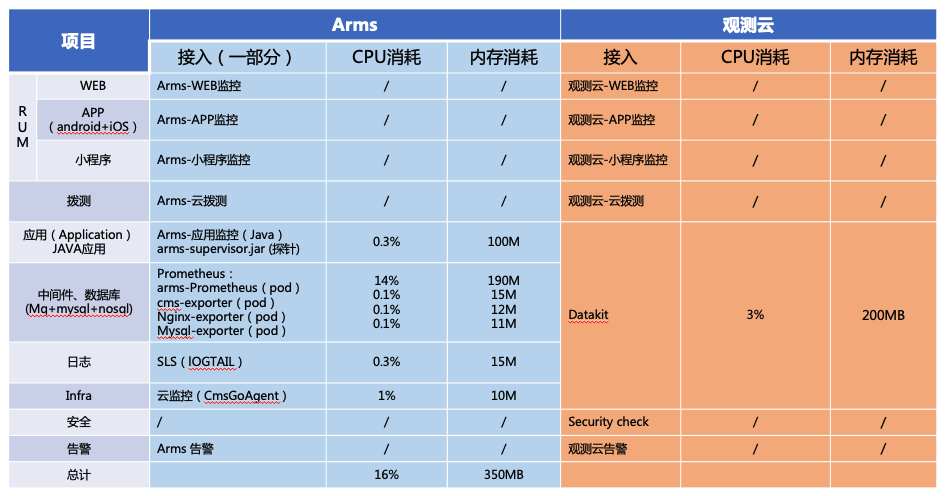 项目
Arms
观测云
接入（一部分）
CPU消耗
内存消耗
接入
CPU消耗
内存消耗
R
U
M
WEB
Arms-WEB监控
/
/
观测云-WEB监控
/
/
APP
（android+iOS）
Arms-APP监控
/
/
观测云-APP监控
/
/
小程序
Arms-小程序监控
/
/
观测云-小程序监控
/
/
拨测
Arms-云拨测
/
/
观测云-云拨测
/
/
应用（Application）
JAVA应用
Arms-应用监控（Java）
arms-supervisor.jar (探针)
0.3%
100M
中间件、数据库
(Mq+mysql+nosql)
Prometheus：
arms-Prometheus（pod）
cms-exporter（pod）
Nginx-exporter（pod）
Mysql-exporter（pod）
14%
0.1%
0.1%
0.1%
190M
15M
12M
11M
Datakit
3%
200MB
日志
SLS（lOGTAIL）
0.3%
15M
Infra
云监控（CmsGoAgent）
1%
10M
安全
/
/
/
Security check
/
/
告警
Arms 告警
/
/
观测云告警
/
/
总计
16%
350MB